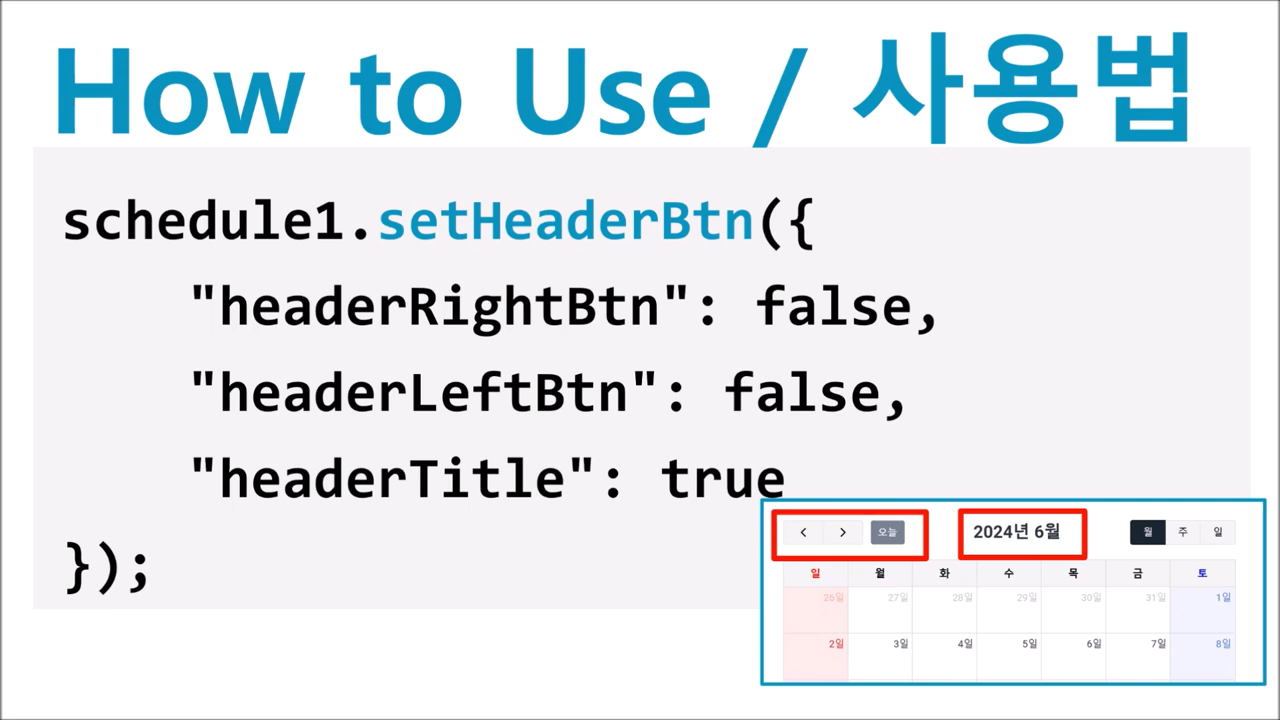 How to Use / 사용법
schedule1.setHeaderBtn({
"headerRightBtn": false,
"headerLeftBtn": false,
"headerTitle": true
});
< > 오늘 2024년 6월 월 주 일
일 월 화 수 목 금 토
26일 27일 28일 29일 30일 31일 1일
2일 3일 4일 5일 6일 7일 8일